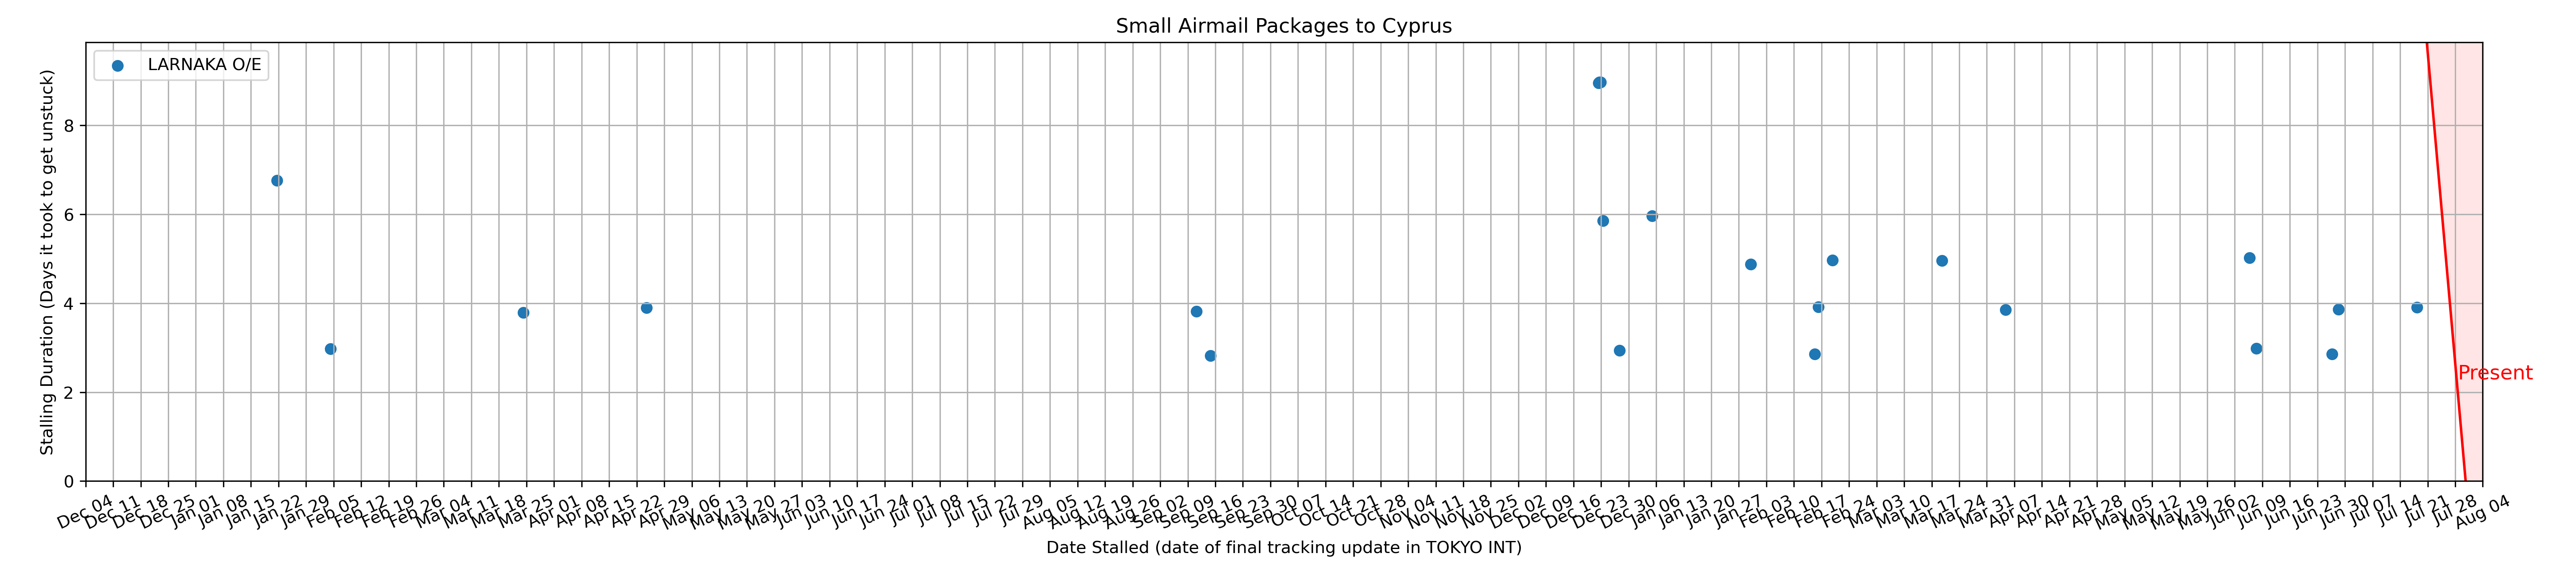 Small Airmail Packages to Cyprus
LARNAKA O/E
Stalling Duration (Days it took to get unstuck)
8
6
4
2
0
Present
Dec 04
Dec 11
Dec 18
Dec 25
Jan 01
Jan 08
Jan 15
Jan 22
Jan 29
Feb 05
Feb 12
Feb 19
Feb 26
Mar 04
Mar 11
Mar 18
Mar 25
Apr 01
Apr 08
Apr 15
Apr 22
Apr 29
May 06
May 13
May 20
May 27
Jun 03
Jun 10
Jun 17
Jun 24
Jul 01
Jul 08
Jul 15
Jul 22
Jul 29
Aug 05
Aug 12
Aug 19
Aug 26
Sep 02
Sep 09
Sep 16
Sep 23
Sep 30
Oct 07
Oct 14
Oct 21
Oct 28
Nov 04
Nov 11
Nov 18
Nov 25
Dec 02
Dec 09
Dec 16
Dec 23
Dec 30
Jan 06
Jan 13
Jan 20
Jan 27
Feb 03
Feb 10
Feb 17
Feb 24
Mar 03
Mar 10
Mar 17
Mar 24
Mar 31
Apr 07
Apr 14
Apr 21
Apr 28
May 05
May 12
May 19
May 26
Jun 02
Jun 09
Jun 16
Jun 23
Jun 30
Jul 07
Jul 14
Jul 21
Jul 28
Aug 04
Date Stalled (date of final tracking update in TOKYO INT)